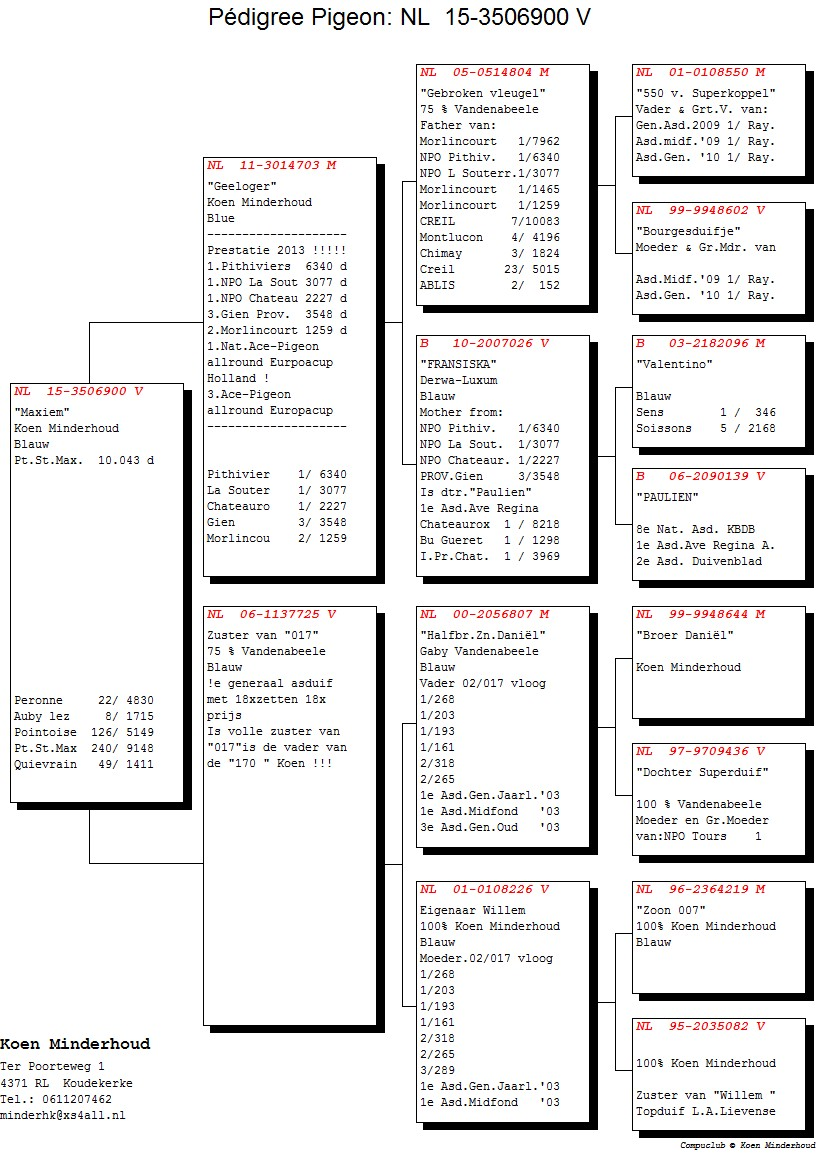 Pédigree Pigeon: NL  15-3506900 V
NL  15-3506900 V
"Maxiem"
Koen Minderhoud
Blauw
Pt.St.Max.  10.043 d
Peronne     22/ 4830
Auby lez     8/ 1715
Pointoise  126/ 5149
Pt.St.Max  240/ 9148
Quievrain   49/ 1411
NL  11-3014703 M
"Geeloger"
Koen Minderhoud
Blue
--------------------
Prestatie 2013 !!!!!
1.Pithiviers  6340 d
1.NPO La Sout 3077 d
1.NPO Chateau 2227 d
3.Gien Prov.  3548 d
2.Morlincourt 1259 d
1.Nat.Ace-Pigeon
allround Eurpoacup
Holland !
3.Ace-Pigeon
allround Europacup
--------------------
Pithivier    1/ 6340
La Souter    1/ 3077
Chateauro    1/ 2227
Gien         3/ 3548
Morlincou    2/ 1259
NL  06-1137725 V
Zuster van "017"
75 % Vandenabeele
Blauw
!e generaal asduif
met 18xzetten 18x
prijs
Is volle zuster van
"017"is de vader van
de "170 " Koen !!!
NL  05-0514804 M
"Gebroken vleugel"
75 % Vandenabeele
Father van:
Morlincourt   1/7962
NPO Pithiv.   1/6340
NPO L Souterr.1/3077
Morlincourt   1/1465
Morlincourt   1/1259
CREIL        7/10083
Montlucon    4/ 4196
Chimay       3/ 1824
Creil       23/ 5015
ABLIS        2/  152
B   10-2007026 V
"FRANSISKA"
Derwa-Luxum
Blauw
Mother from:
NPO Pithiv.   1/6340
NPO La Sout.  1/3077
NPO Chateaur. 1/2227
PROV.Gien     3/3548
Is dtr."Paulien"
1e Asd.Ave Regina
Chateaurox  1 / 8218
Bu Gueret   1 / 1298
I.Pr.Chat.  1 / 3969
NL  00-2056807 M
"Halfbr.Zn.Daniël"
Gaby Vandenabeele
Blauw
Vader 02/017 vloog
1/268
1/203
1/193
1/161
2/318
2/265
1e Asd.Gen.Jaarl.'03
1e Asd.Midfond   '03
3e Asd.Gen.Oud   '03
NL  01-0108226 V
Eigenaar Willem
100% Koen Minderhoud
Blauw
Moeder.02/017 vloog
1/268
1/203
1/193
1/161
2/318
2/265
3/289
1e Asd.Gen.Jaarl.'03
1e Asd.Midfond   '03
NL  01-0108550 M
"550 v. Superkoppel"
Vader & Grt.V. van:
Gen.Asd.2009 1/ Ray.
Asd.midf.'09 1/ Ray.
Asd.Gen. '10 1/ Ray.
NL  99-9948602 V
"Bourgesduifje"
Moeder & Gr.Mdr. van
Asd.Midf.'09 1/ Ray.
Asd.Gen. '10 1/ Ray.
B   03-2182096 M
"Valentino"
Blauw
Sens        1 /  346
Soissons    5 / 2168
B   06-2090139 V
"PAULIEN"
8e Nat. Asd. KBDB
1e Asd.Ave Regina A.
2e Asd. Duivenblad
NL  99-9948644 M
"Broer Daniël"
Koen Minderhoud
NL  97-9709436 V
"Dochter Superduif"
100 % Vandenabeele
Moeder en Gr.Moeder
van:NPO Tours    1
NL  96-2364219 M
"Zoon 007"
100% Koen Minderhoud
Blauw
NL  95-2035082 V
100% Koen Minderhoud
Zuster van "Willem "
Topduif L.A.Lievense
Koen Minderhoud
Ter Poorteweg 1
4371 RL  Koudekerke
Tel.: 0611207462
minderhk@xs4all.nl
Compuclub © Koen Minderhoud